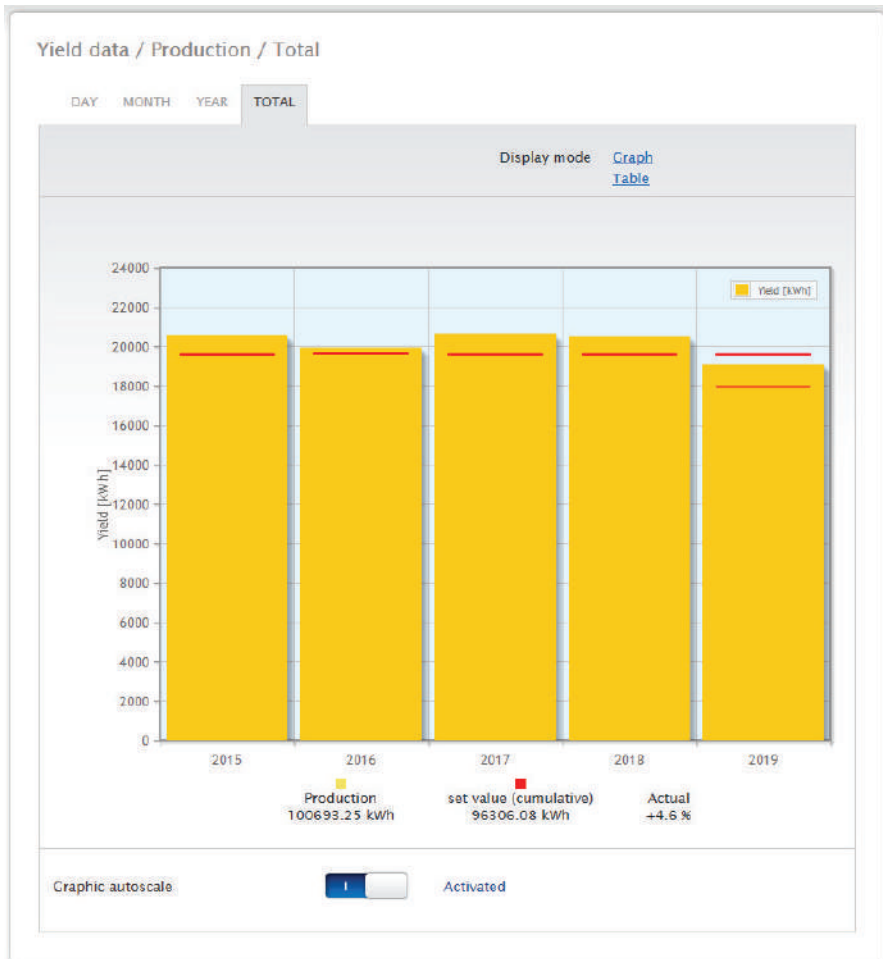 Yield data / Production / Total
DAY MONTH YEAR TOTAL
Display mode Graph
Table
24000
22000
20000
18000
16000
14000
12000
10000
8000
6000
4000
2000
0
Yield [kWh]
Yield [kWh]
2015 2016 2017 2018 2019
Production set value (cumulative) Actual
100693.25 kWh 96306.08 kWh +4.6 %
Graphic autoscale I Activated